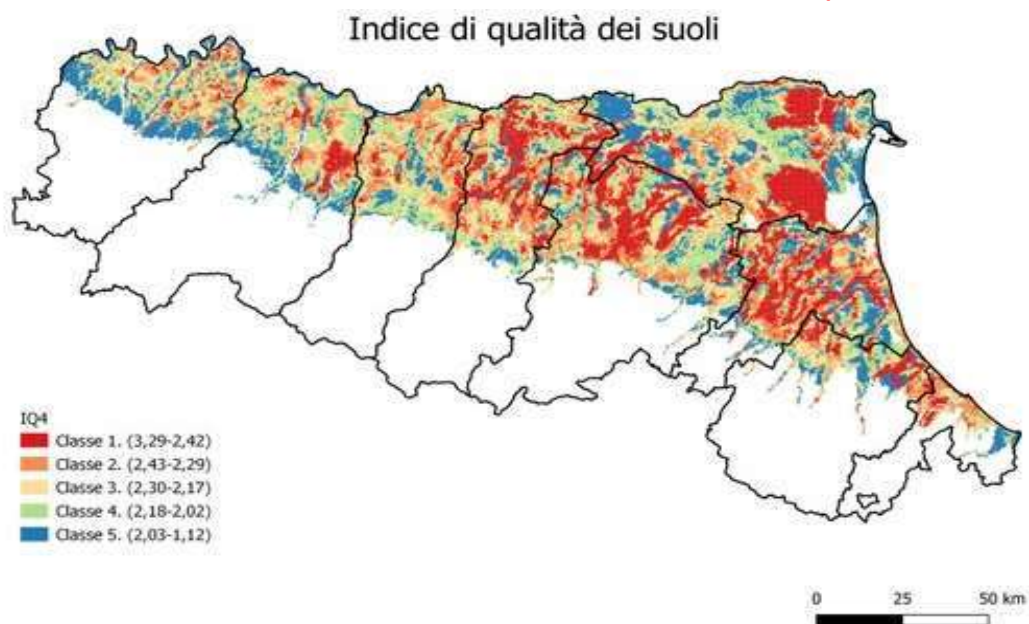 Indice di qualità dei suoli
IQ4
Classe 1. (3,29-2,42)
Classe 2. (2,43-2,29)
Classe 3. (2,30-2,17)
Classe 4. (2,18-2,02)
Classe 5. (2,03-1,12)
0 25 50 km